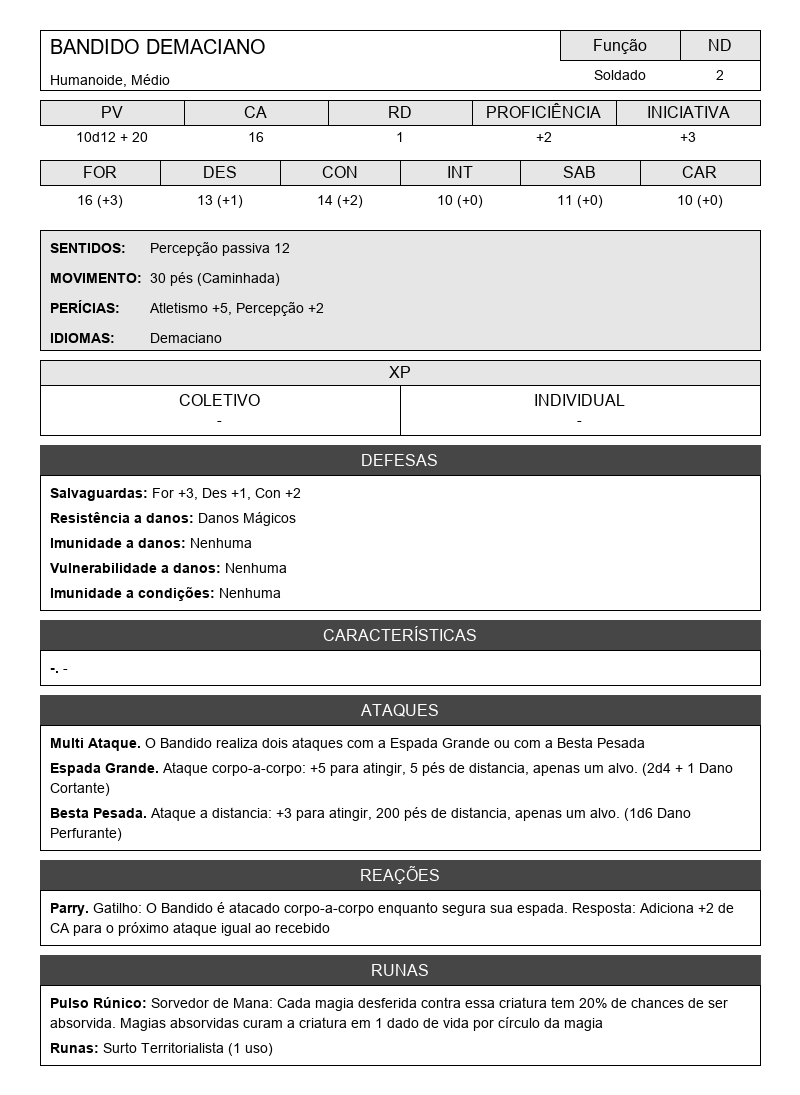 BANDIDO DEMACIANO
Função
ND
Humanoide, Médio
Soldado
2
PV
CA
RD
PROFICIÊNCIA
INICIATIVA
10d12 + 20
16
1
+2
+3
FOR
DES
CON
INT
SAB
CAR
16 (+3)
13 (+1)
14 (+2)
10 (+0)
11 (+0)
10 (+0)
SENTIDOS: Percepção passiva 12
MOVIMENTO: 30 pés (Caminhada)
PERÍCIAS: Atletismo +5, Percepção +2
IDIOMAS: Demaciano
XP
COLETIVO
INDIVIDUAL
-
-
DEFESAS
Salvaguardas: For +3, Des +1, Con +2
Resistência a danos: Danos Mágicos
Imunidade a danos: Nenhuma
Vulnerabilidade a danos: Nenhuma
Imunidade a condições: Nenhuma
CARACTERÍSTICAS
-. -
ATAQUES
Multi Ataque. O Bandido realiza dois ataques com a Espada Grande ou com a Besta Pesada
Espada Grande. Ataque corpo-a-corpo: +5 para atingir, 5 pés de distancia, apenas um alvo. (2d4 + 1 Dano
Cortante)
Besta Pesada. Ataque a distancia: +3 para atingir, 200 pés de distancia, apenas um alvo. (1d6 Dano
Perfurante)
REAÇÕES
Parry. Gatilho: O Bandido é atacado corpo-a-corpo enquanto segura sua espada. Resposta: Adiciona +2 de
CA para o próximo ataque igual ao recebido
RUNAS
Pulso Rúnico: Sorvedor de Mana: Cada magia desferida contra essa criatura tem 20% de chances de ser
absorvida. Magias absorvidas curam a criatura em 1 dado de vida por círculo da magia
Runas: Surto Territorialista (1 uso)